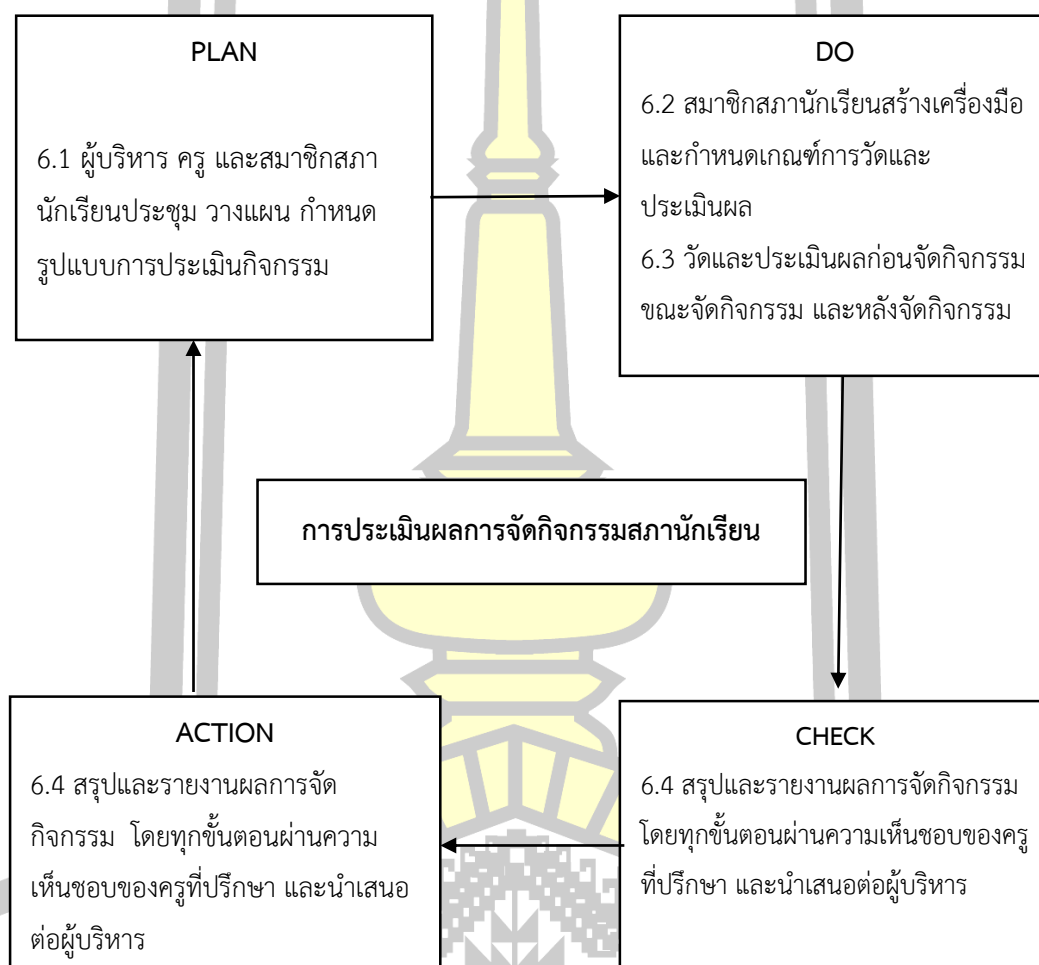 PLAN
6.1 ผู้บริหาร ครู และสมาชิกสภา
นักเรียนประชุม วางแผน กำหนด
รูปแบบการประเมินกิจกรรม
DO
6.2 สมาชิกสภานักเรียนสร้างเครื่องมือ
และกำหนดเกณฑ์การวัดและ
ประเมินผล
6.3 วัดและประเมินผลก่อนจัดกิจกรรม
ขณะจัดกิจกรรม และหลังจัดกิจกรรม
การประเมินผลการจัดกิจกรรมสภานักเรียน
ACTION
6.4 สรุปและรายงานผลการจัด
กิจกรรม โดยทุกขั้นตอนผ่านความ
เห็นชอบของครูที่ปรึกษา และนำเสนอ
ต่อผู้บริหาร
CHECK
6.4 สรุปและรายงานผลการจัดกิจกรรม
โดยทุกขั้นตอนผ่านความเห็นชอบของครู
ที่ปรึกษา และนำเสนอต่อผู้บริหาร